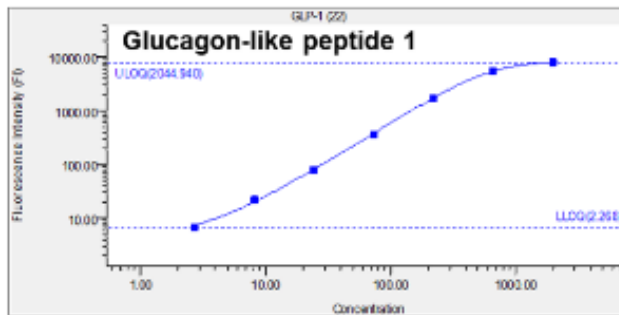 GLP-1 (22)
Glucagon-like peptide 1
10000.00
ULOQ(2044.940)
1000.00
100.00
10.00
LLOQ(2.268)
1.00
10.00
100.00
1000.00
Fluorescence Intensity (FI)
Concentration